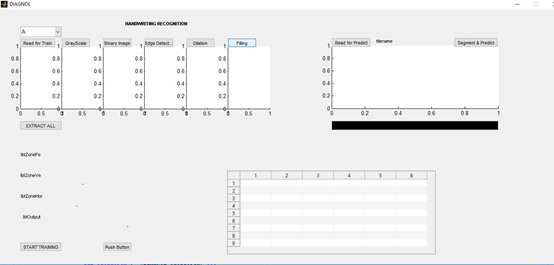 DIAGNOL
HANDWRITING RECOGNITION
A
Read for Train GrayScale Binary Image Edge Detect. Dilation Filing
Read for Predict filename Segment & Predict
1 1 1 1 1 1 1
0.8 0.8 0.8 0.8 0.8 0.8 0.8
0.6 0.6 0.6 0.6 0.6 0.6 0.6
0.4 0.4 0.4 0.4 0.4 0.4 0.4
0.2 0.2 0.2 0.2 0.2 0.2 0.2
0 0 0 0 0 0 0
0 0.5 0.5 0.5 0.5 0.5 0 0.5 1
0 0.2 0.4 0.6 0.8 1
EXTRACT ALL
lblZoneFe
lblZoneVe
lblZoneHor
lblOutput
START TRAINING Push Button
1 2 3 4 5 6
1
2
3
4
5
6
7
8
9